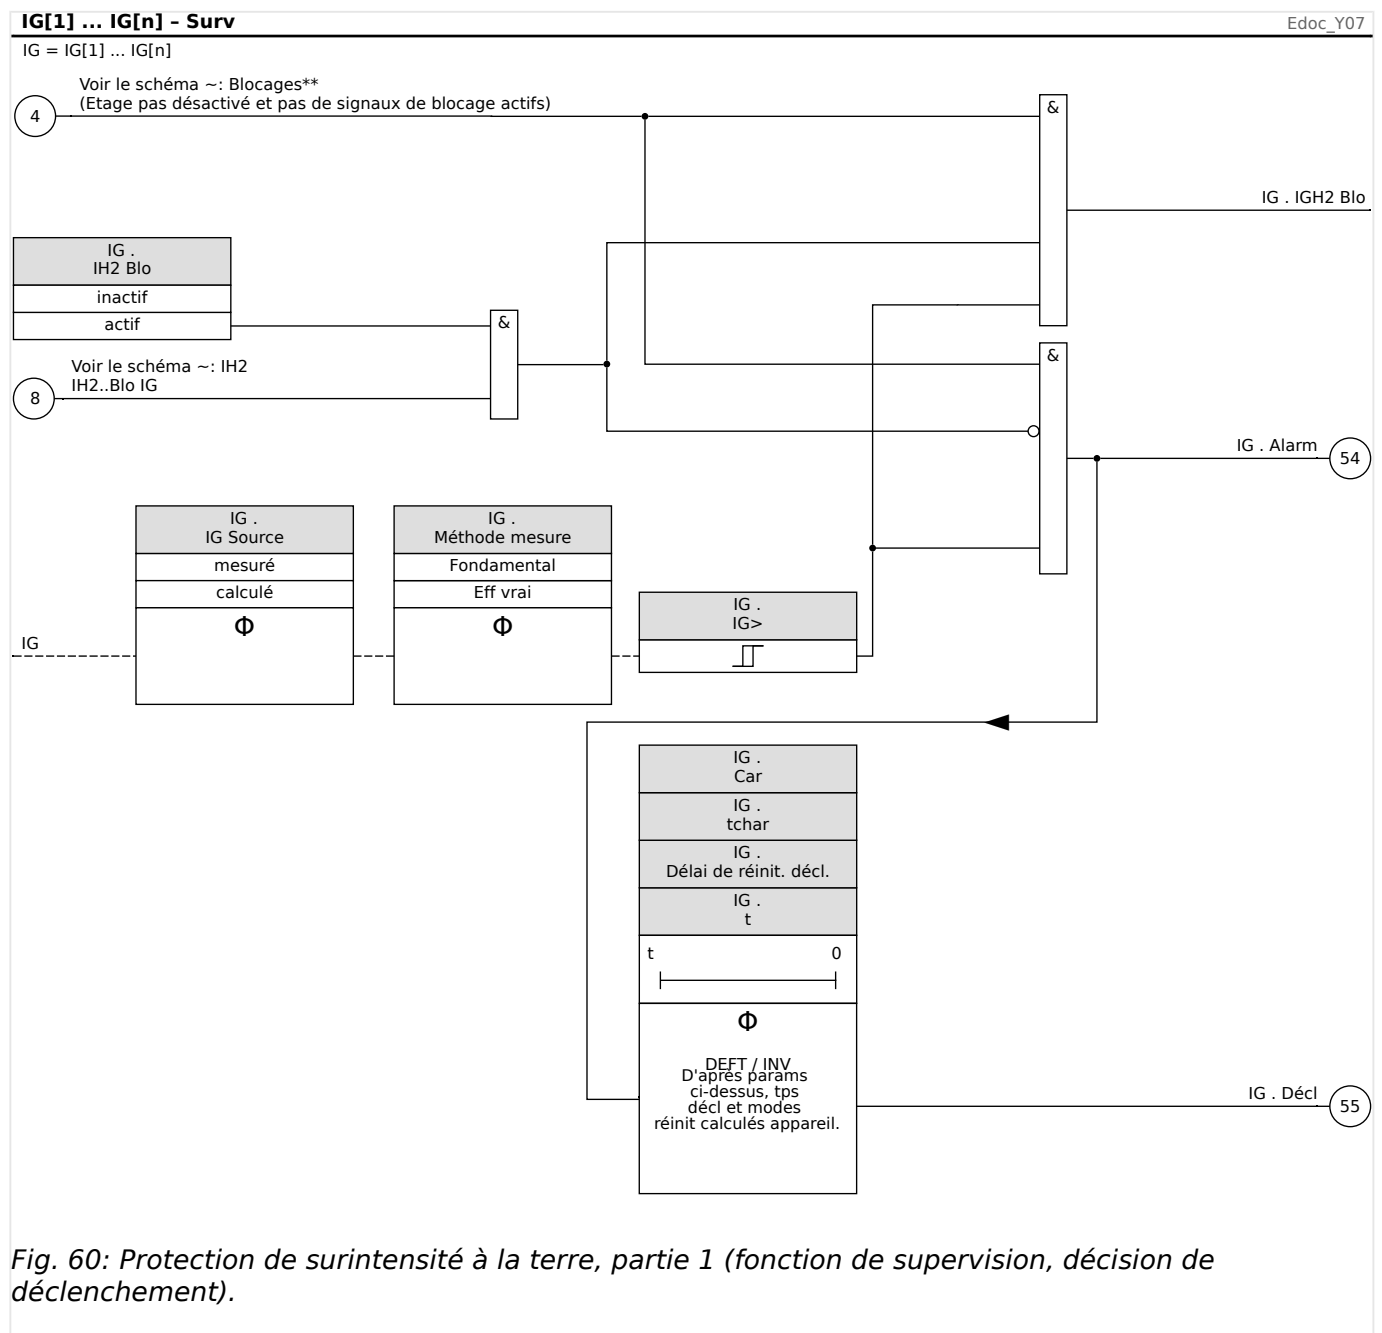 IG[1] ... IG[n] – Surv
Edoc_Y07
IG = IG[1] ... IG[n]
Voir le schéma ~: Blocages**
(Etage pas désactivé et pas de signaux de blocage actifs)
4
&
IG . IGH2 Blo
IG .
IH2 Blo
inactif
actif
&
Voir le schéma ~: IH2
IH2..Blo IG
8
&
IG . Alarm
54
IG .
IG Source
mesuré
calculé
Φ
IG .
Méthode mesure
Fondamental
Eff vrai
Φ
IG .
IG>
IG
IG .
Car
IG .
tchar
IG .
Délai de réinit. décl.
IG .
t
t 0
Φ
DEFT / INV
D'après params
ci-dessus, tps
décl et modes
réinit calculés appareil.
IG . Décl
55
Fig. 60: Protection de surintensité à la terre, partie 1 (fonction de supervision, décision de
déclenchement).